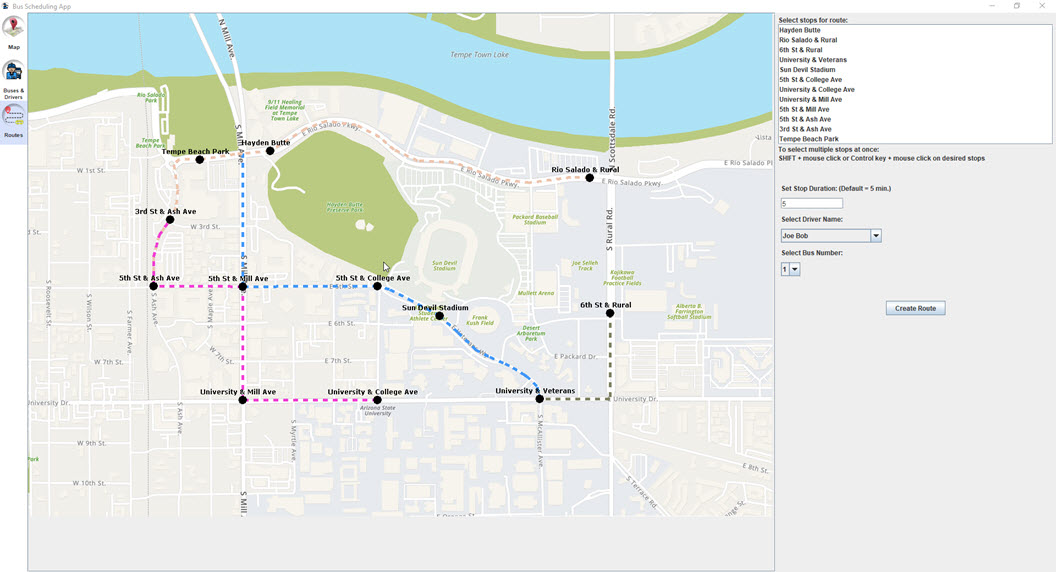 Bus Scheduling App
Map
Buses & Drivers
Routes
Select stops for route:
Hayden Butte
Rio Salado & Rural
6th St & Rural
University & Veterans
Sun Devil Stadium
5th St & College Ave
University & College Ave
University & Mill Ave
5th St & Mill Ave
5th St & Ash Ave
3rd St & Ash Ave
Tempe Beach Park
To select multiple stops at once:
SHIFT + mouse click or Control key + mouse click on desired stops
Set Stop Duration: (Default = 5 min.)
5
Select Driver Name:
Joe Bob
Select Bus Number:
1
Create Route
N Mill Ave.
Tempe Town Lake
Rio Salado
Park
9/11 Healing
Field Memorial
at Tempe
Town Lake
N Scottsdale Rd.
E Rio Salado Pkwy.
Tempe
Beach
Park
Hayden Butte
Tempe Beach Park
W 1st St.
E Rio Salado Pkwy.
Rio Salado & Rural
E Rio Salado Pkwy.
E Rio Salado P
Hayden Butte
Preserve Park
3rd St & Ash Ave
W 3rd St.
Packard Baseball
Stadium
S Rural Rd.
Sun Devil
Stadium
Joe Selleh
Track
Kajikawa
Football
Practice Fields
5th St & Ash Ave
5th St & Mill Ave
5th St & College Ave
Mullett Arena
S Roosevelt St.
S Wilson St.
S Farmer Ave.
S Ash Ave.
S Maple Ave.
Sun Devil Stadium
6th St & Rural
Alberta B.
Farrington
Softball Stadium
E 6th St.
Frank
Kush Field
Desert
Arboretum
Park
W 7th St.
W 7th St.
E 7th St.
E Packard Dr.
University & Mill Ave
University & College Ave
University & Veterans
University Dr.
University Dr.
Arizona State
University
S Ash Ave.
S Myrtle Ave.
S McAllister Ave.
W 9th St.
Park
W 10th St.
E 8th St.
S Terrace Rd.
S Mill